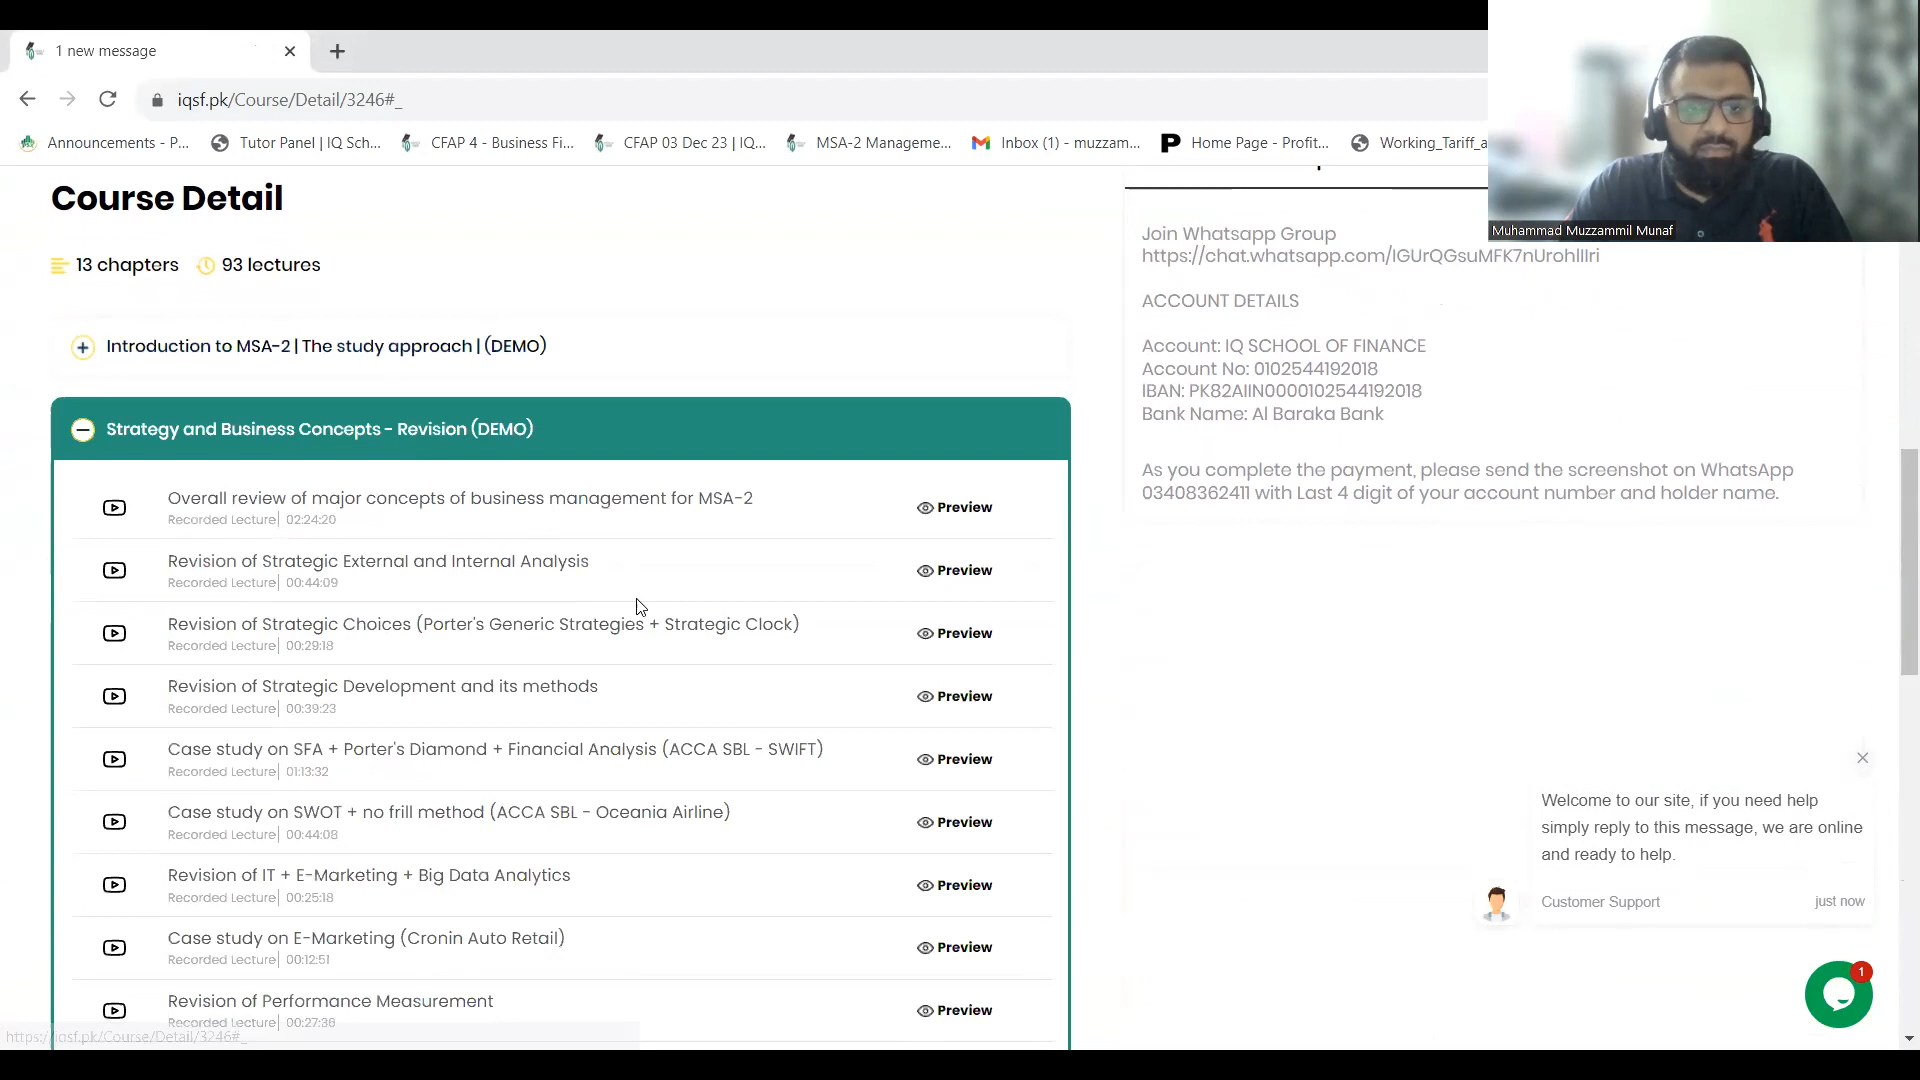 1 new message
iqsf.pk/Course/Detail/3246#_
Announcements - P...
Tutor Panel | IQ Sch...
CFAP 4 - Business Fi...
CFAP 03 Dec 23 | IQ...
MSA-2 Manageme...
Inbox (1) - muzzam...
Home Page - Profit...
Working_Tariff_a
Muhammad Muzzammil Munaf
Course Detail
13 chapters
93 lectures
Introduction to MSA-2 | The study approach | (DEMO)
Strategy and Business Concepts - Revision (DEMO)
Overall review of major concepts of business management for MSA-2
Recorded Lecture| 02:24:20
Preview
Revision of Strategic External and Internal Analysis
Recorded Lecture| 00:44:09
Preview
Revision of Strategic Choices (Porter's Generic Strategies + Strategic Clock)
Recorded Lecture| 00:29:18
Preview
Revision of Strategic Development and its methods
Recorded Lecture| 00:39:23
Preview
Case study on SFA + Porter's Diamond + Financial Analysis (ACCA SBL - SWIFT)
Recorded Lecture| 01:13:32
Preview
Case study on SWOT + no frill method (ACCA SBL - Oceania Airline)
Recorded Lecture| 00:44:08
Preview
Revision of IT + E-Marketing + Big Data Analytics
Recorded Lecture| 00:25:18
Preview
Case study on E-Marketing (Cronin Auto Retail)
Recorded Lecture| 00:12:51
Preview
Revision of Performance Measurement
Recorded Lecture| 00:27:38
Preview
https://iqsf.pk/Course/Detail/3246#_
Join Whatsapp Group
ACCOUNT DETAILS
Account: IQ SCHOOL OF FINANCE
Account No: 0102544192018
IBAN: PK82AIIN0000102544192018
Bank Name: Al Baraka Bank
As you complete the payment, please send the screenshot on WhatsApp
03408362411 with Last 4 digit of your account number and holder name.
Welcome to our site, if you need help
simply reply to this message, we are online
and ready to help.
Customer Support
just now
1